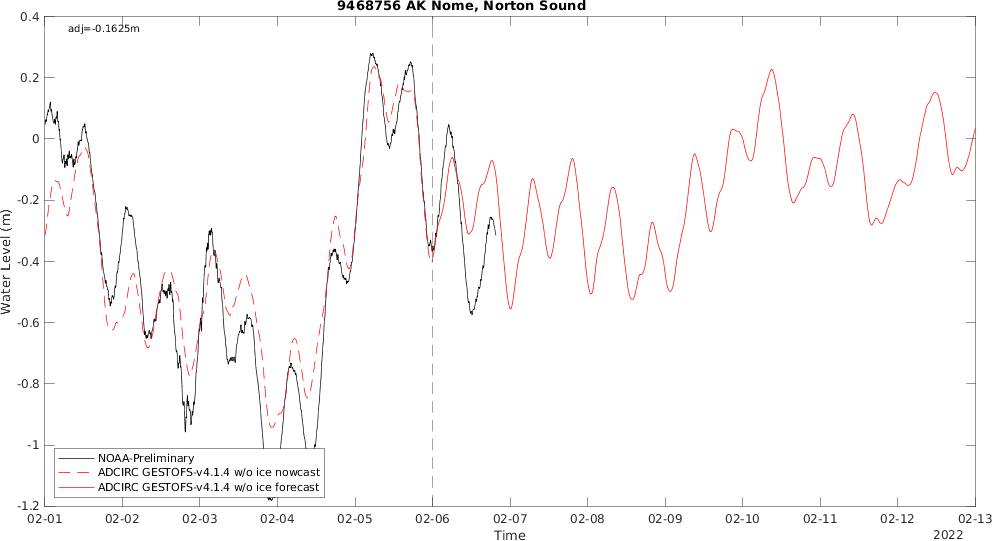 9468756 AK Nome, Norton Sound
adj=-0.1625m
0.4
0.2
0
-0.2
-0.4
-0.6
-0.8
-1
-1.2
Water Level (m)
NOAA-Preliminary
ADCIRC GESTOFS-v4.1.4 w/o ice nowcast
ADCIRC GESTOFS-v4.1.4 w/o ice forecast
02-01 02-02 02-03 02-04 02-05 02-06 02-07 02-08 02-09 02-10 02-11 02-12 02-13
Time
2022